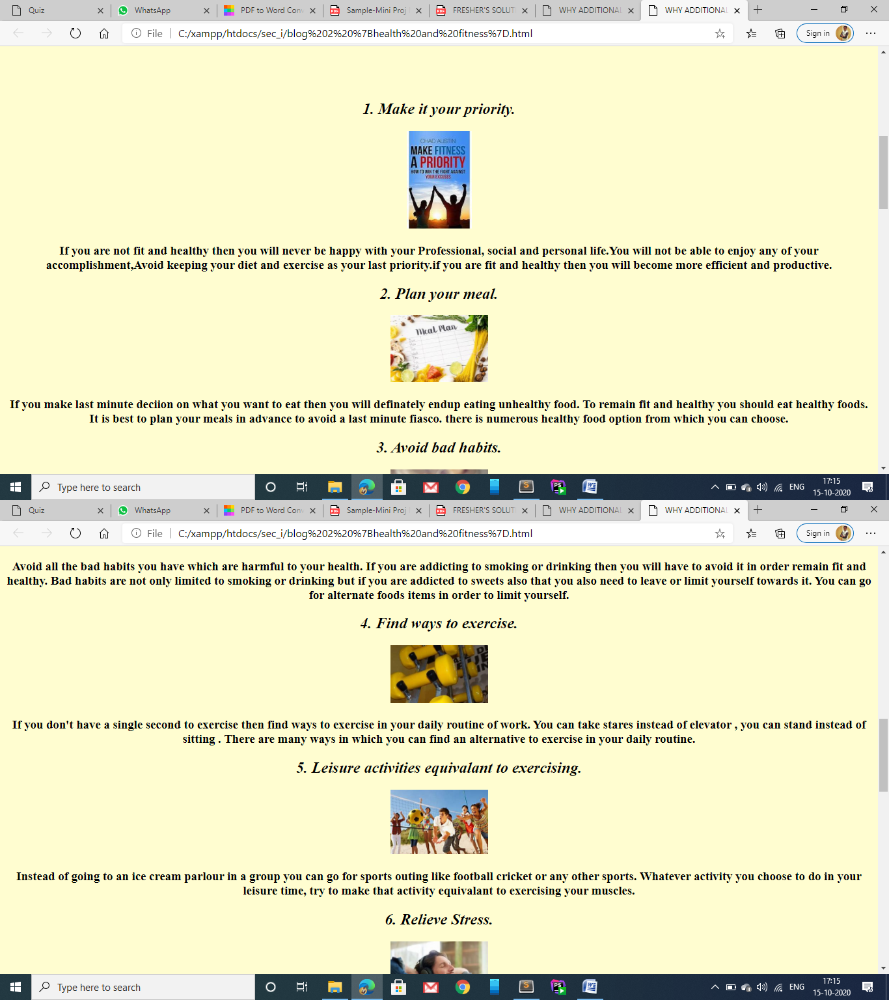 Quiz
WhatsApp
PDF to Word Conv
Sample-Mini Proj
FRESHER'S SOLUT
WHY ADDITIONAL
WHY ADDITIONAL
File
C:/xampp/htdocs/sec_i/blog%202%20%7Bhealth%20and%20fitness%7D.html
Sign in
1. Make it your priority.
CHAD AUSTIN
MAKE FITNESS
A PRIORITY
HOW TO WIN THE FIGHT AGAINST
YOUR EXCUSES
If you are not fit and healthy then you will never be happy with your Professional, social and personal life.You will not be able to enjoy any of your
accomplishment,Avoid keeping your diet and exercise as your last priority.if you are fit and healthy then you will become more efficient and productive.
2. Plan your meal.
Meal Plan
If you make last minute deciion on what you want to eat then you will definately endup eating unhealthy food. To remain fit and healthy you should eat healthy foods.
It is best to plan your meals in advance to avoid a last minute fiasco. there is numerous healthy food option from which you can choose.
3. Avoid bad habits.
Type here to search
ENG
17:15
15-10-2020
Quiz
WhatsApp
PDF to Word Conv
Sample-Mini Proj
FRESHER'S SOLUT
WHY ADDITIONAL
WHY ADDITIONAL
File
C:/xampp/htdocs/sec_i/blog%202%20%7Bhealth%20and%20fitness%7D.html
Sign in
Avoid all the bad habits you have which are harmful to your health. If you are addicting to smoking or drinking then you will have to avoid it in order remain fit and
healthy. Bad habits are not only limited to smoking or drinking but if you are addicted to sweets also that you also need to leave or limit yourself towards it. You can go
for alternate foods items in order to limit yourself.
4. Find ways to exercise.
If you don't have a single second to exercise then find ways to exercise in your daily routine of work. You can take stares instead of elevator , you can stand instead of
sitting . There are many ways in which you can find an alternative to exercise in your daily routine.
5. Leisure activities equivalant to exercising.
Instead of going to an ice cream parlour in a group you can go for sports outing like football cricket or any other sports. Whatever activity you choose to do in your
leisure time, try to make that activity equivalant to exercising your muscles.
6. Relieve Stress.
Type here to search
ENG
17:15
15-10-2020